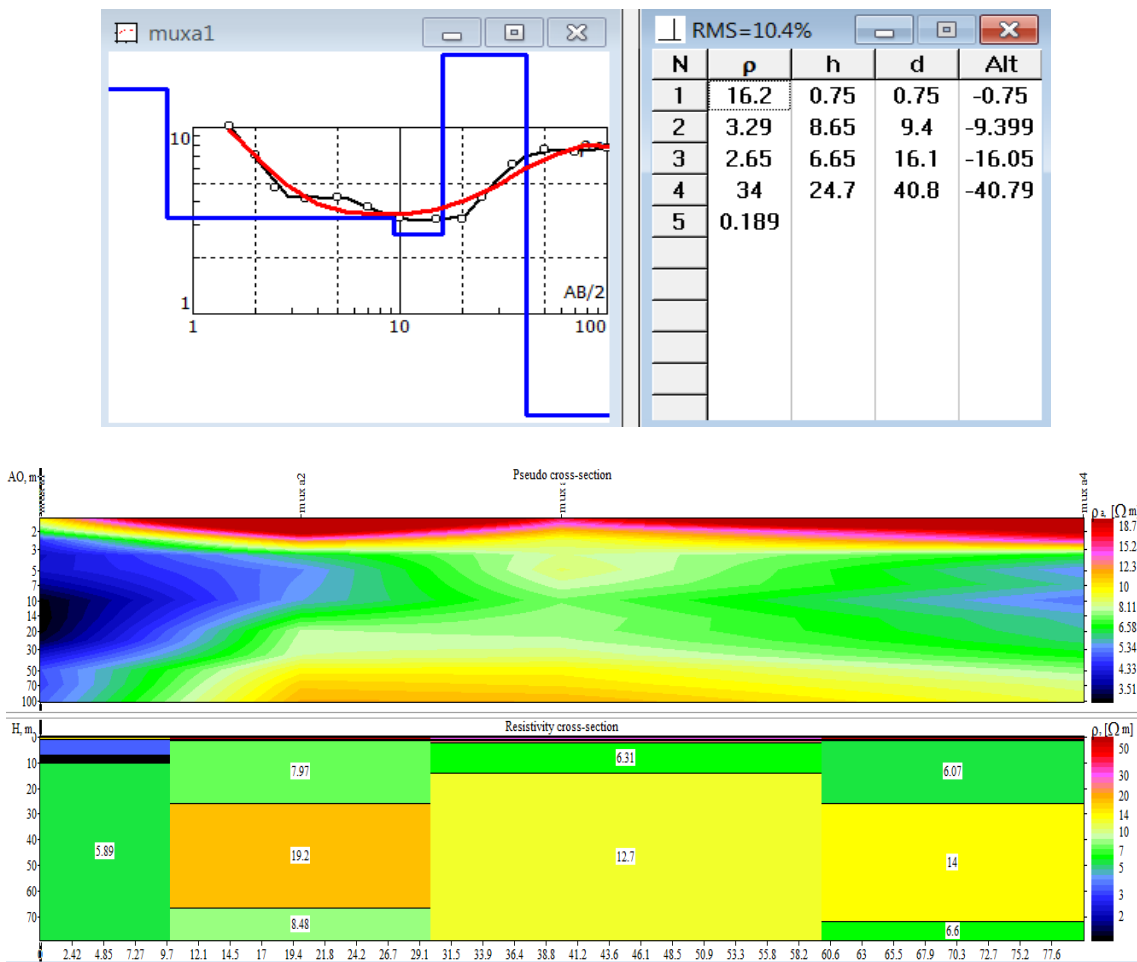 muxa1
RMS=10.4%
N ρ h d Alt
1 16.2 0.75 0.75 -0.75
2 3.29 8.65 9.4 -9.399
3 2.65 6.65 16.1 -16.05
4 34 24.7 40.8 -40.79
5 0.189
10
1
AB/2
1 10 100
AO, m
mux a2
Pseudo cross-section
mux a4
ρa, [Ω m
2
3
5
7
10
14
20
30
50
70
100
18.7
15.2
12.3
10
8.11
6.58
5.34
4.33
3.51
H, m
Resistivity cross-section
ρ, [Ω m]
0
10
20
30
40
50
60
70
5.89
7.97
19.2
8.48
6.31
12.7
6.07
14
6.6
50
30
20
14
10
7
5
3
2
2.42 4.85 7.27 9.7 12.1 14.5 17 19.4 21.8 24.2 26.7 29.1 31.5 33.9 36.4 38.8 41.2 43.6 46.1 48.5 50.9 53.3 55.8 58.2 60.6 63 65.5 67.9 70.3 72.7 75.2 77.6